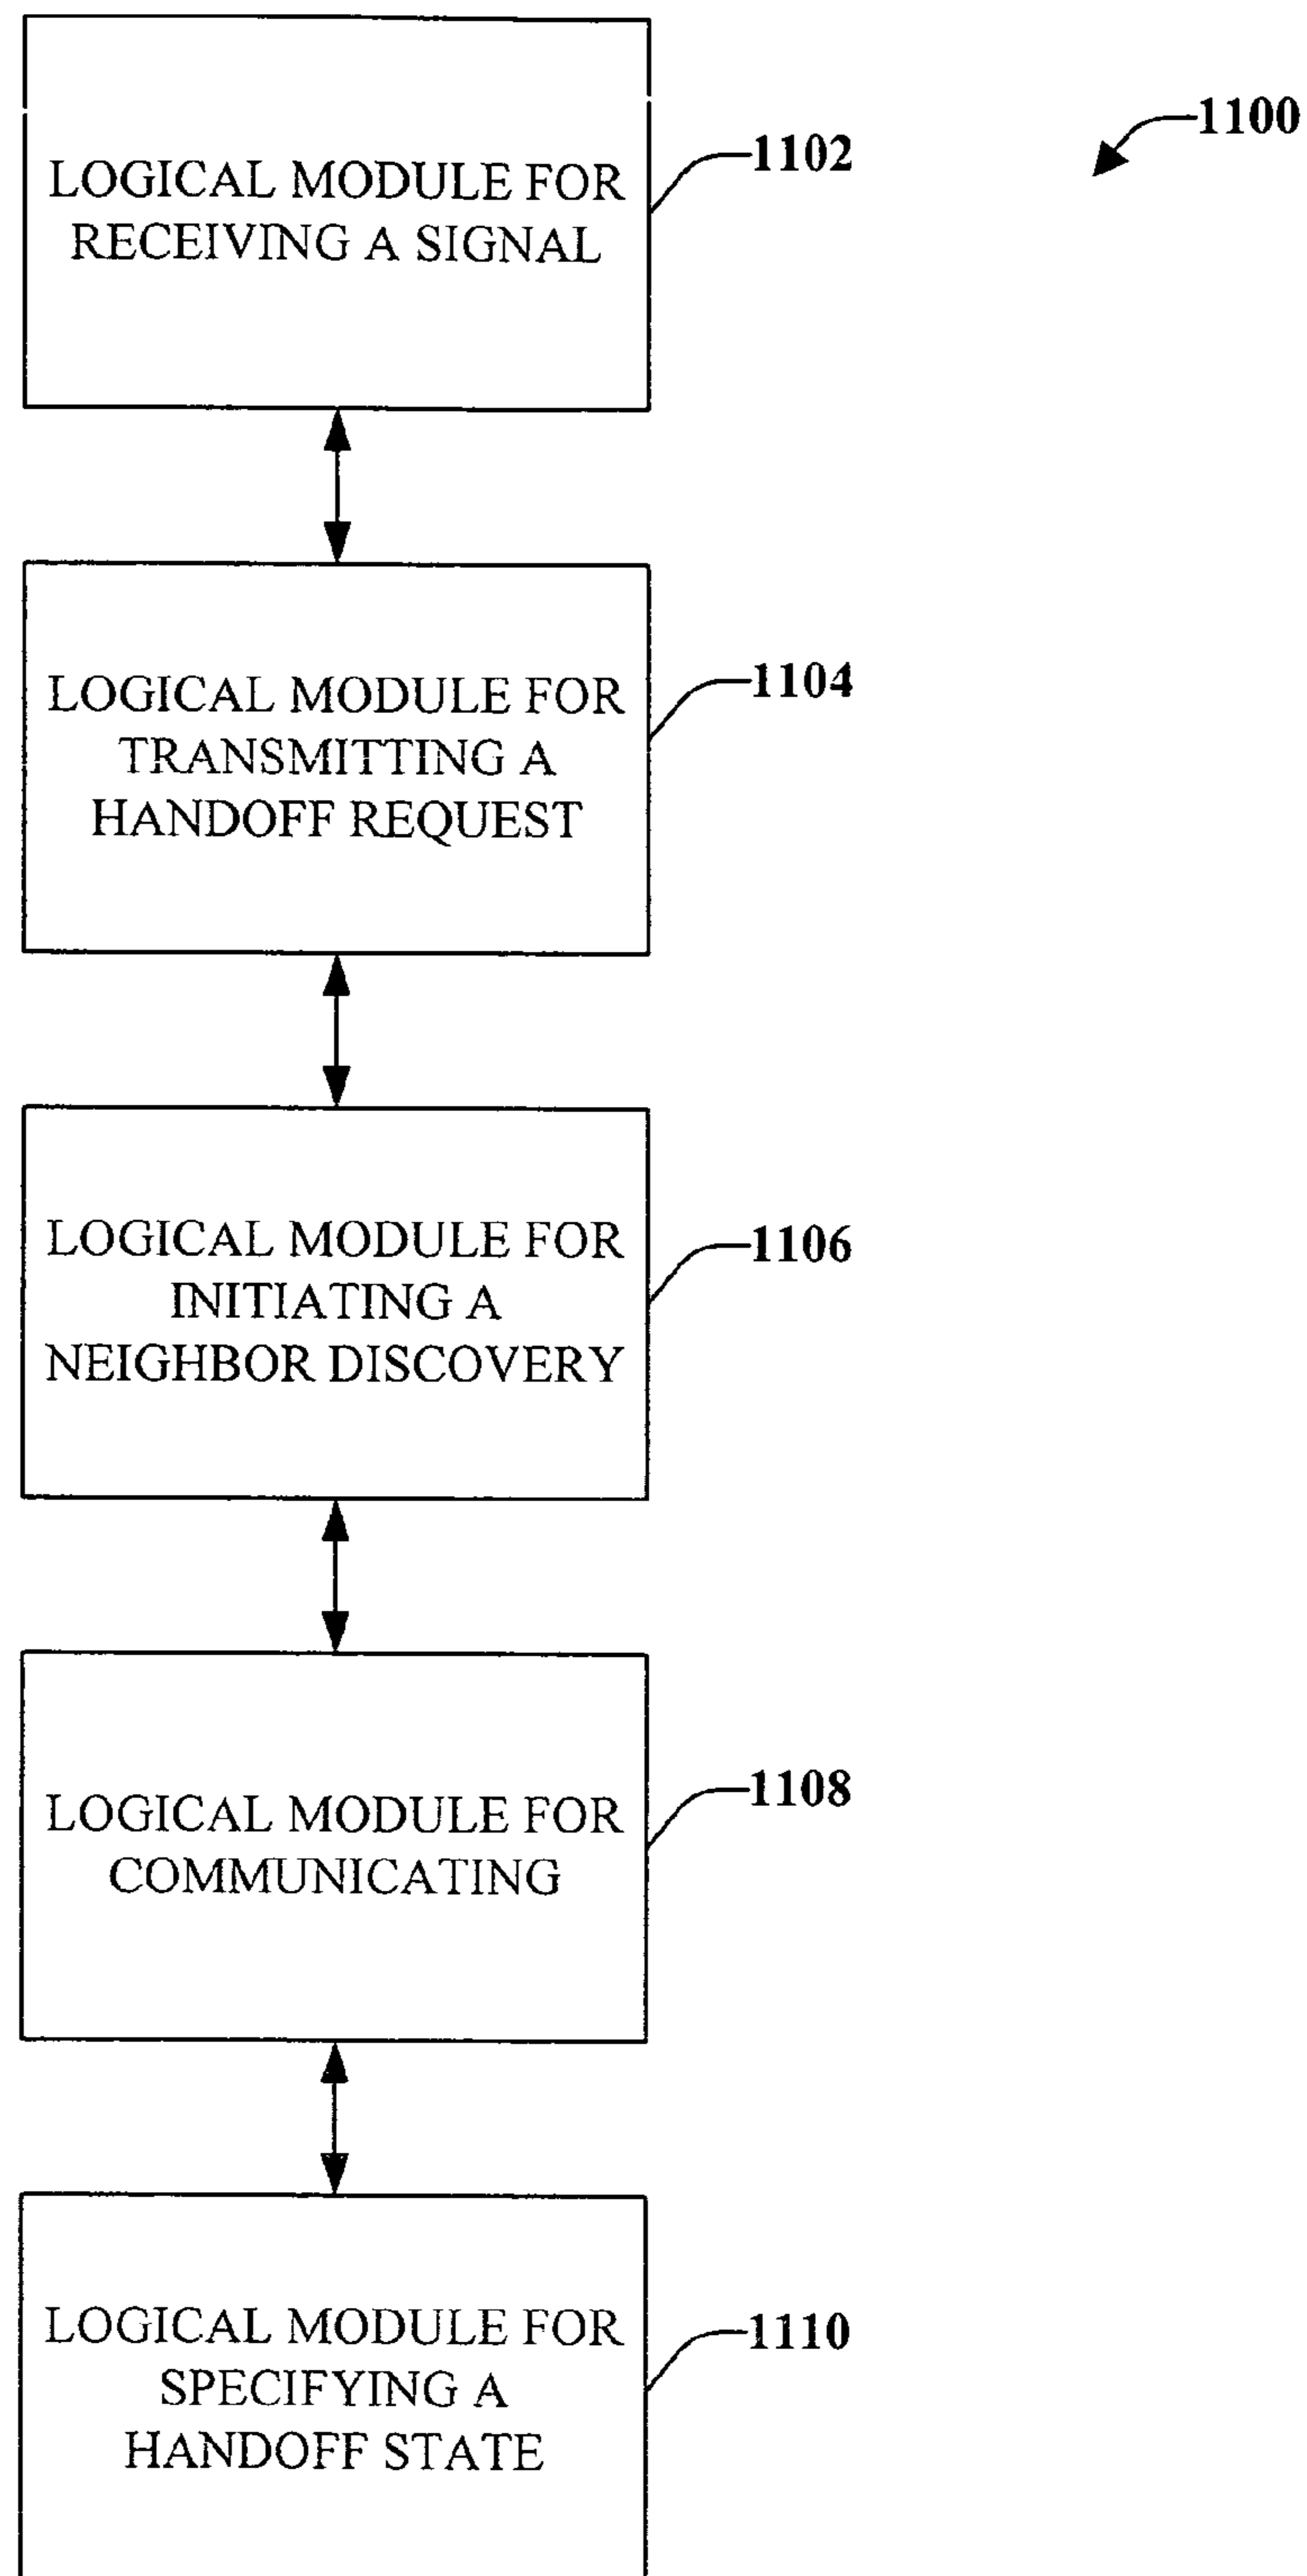 1100
LOGICAL MODULE FOR
RECEIVING A SIGNAL
1102
LOGICAL MODULE FOR
TRANSMITTING A
HANDOFF REQUEST
1104
LOGICAL MODULE FOR
INITIATING A
NEIGHBOR DISCOVERY
1106
LOGICAL MODULE FOR
COMMUNICATING
1108
LOGICAL MODULE FOR
SPECIFYING A
HANDOFF STATE
1110